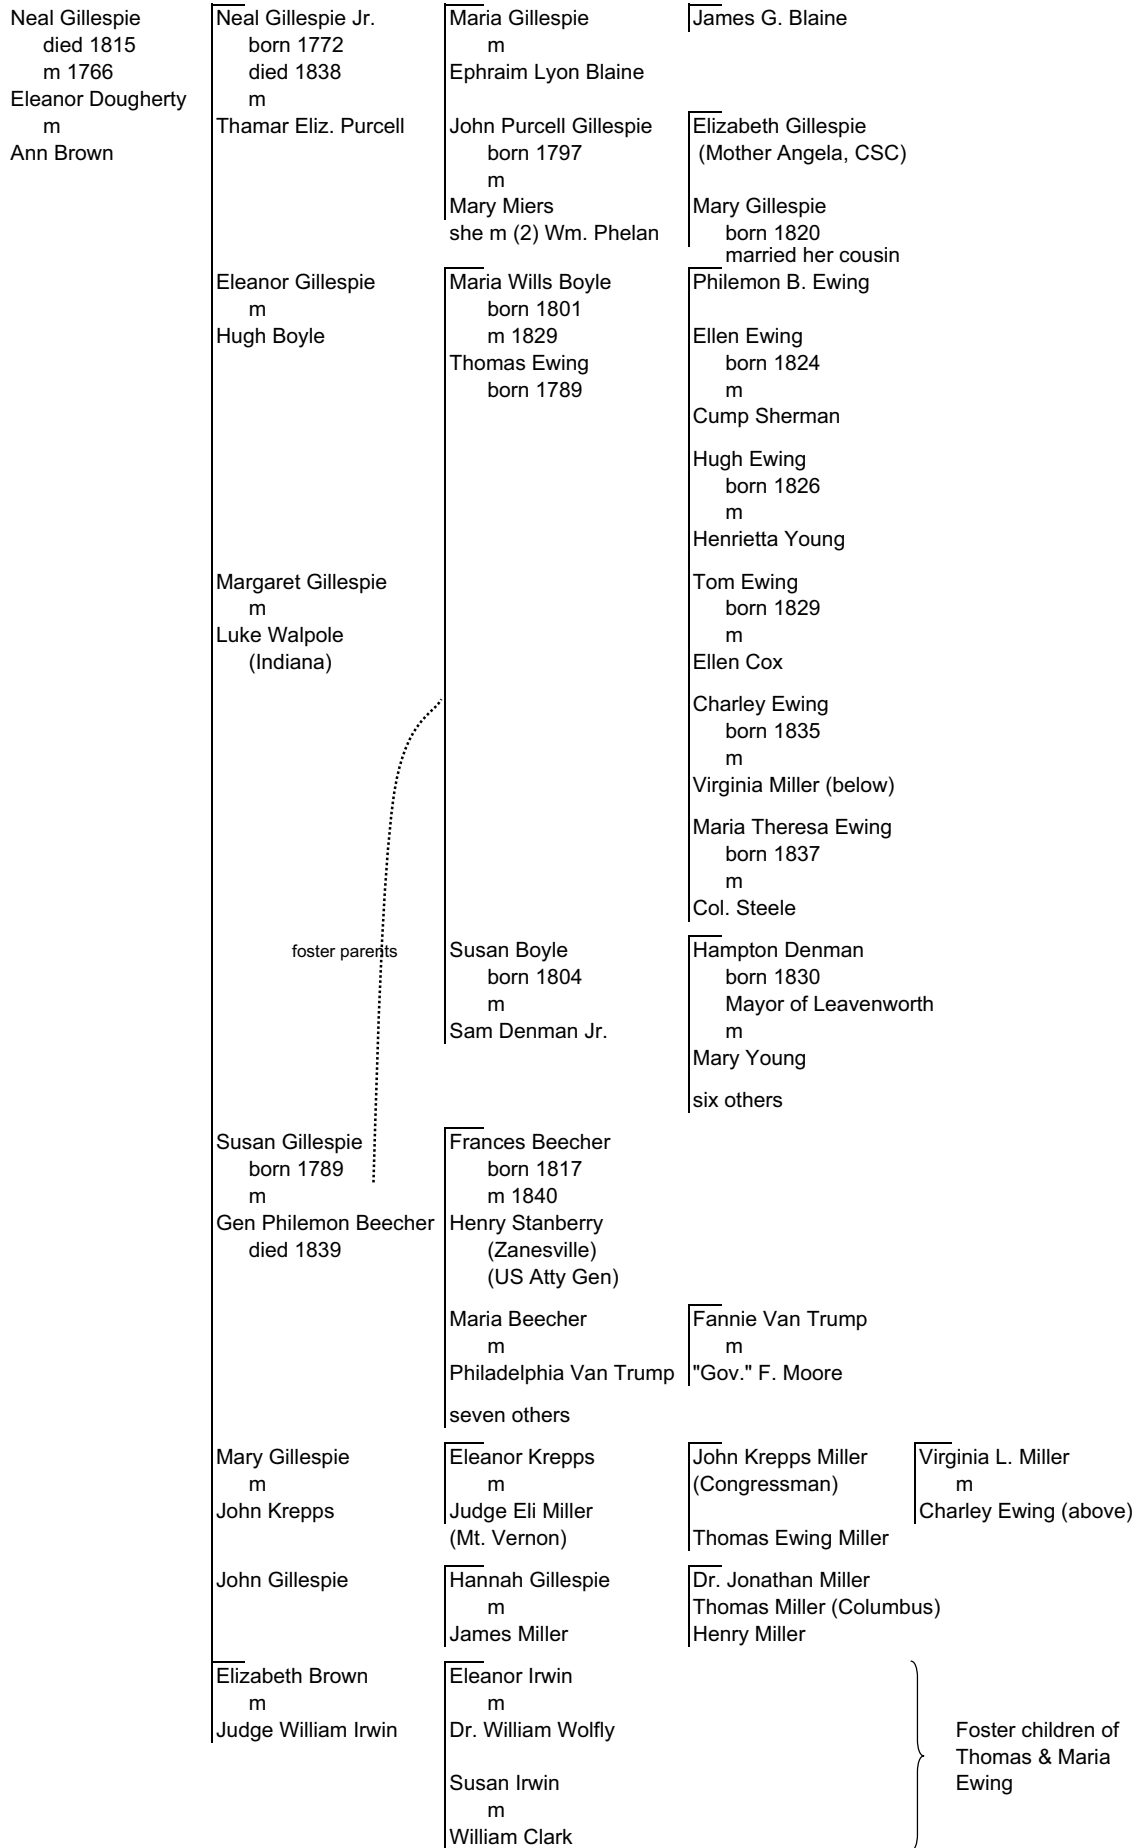 Neal Gillespie
died 1815
m 1766
Eleanor Dougherty
m
Ann Brown
Neal Gillespie Jr.
born 1772
died 1838
m
Thamar Eliz. Purcell
Maria Gillespie
m
Ephraim Lyon Blaine
James G. Blaine
John Purcell Gillespie
born 1797
m
Mary Miers
she m (2) Wm. Phelan
Elizabeth Gillespie
(Mother Angela, CSC)
Mary Gillespie
born 1820
married her cousin
Eleanor Gillespie
m
Hugh Boyle
Maria Wills Boyle
born 1801
m 1829
Thomas Ewing
born 1789
Philemon B. Ewing
Ellen Ewing
born 1824
m
Cump Sherman
Hugh Ewing
born 1826
m
Henrietta Young
Margaret Gillespie
m
Luke Walpole
(Indiana)
Tom Ewing
born 1829
m
Ellen Cox
Charley Ewing
born 1835
m
Virginia Miller (below)
Maria Theresa Ewing
born 1837
m
Col. Steele
foster parents
Susan Boyle
born 1804
m
Sam Denman Jr.
Hampton Denman
born 1830
Mayor of Leavenworth
m
Mary Young
six others
Susan Gillespie
born 1789
m
Gen Philemon Beecher
died 1839
Frances Beecher
born 1817
m 1840
Henry Stanberry
(Zanesville)
(US Atty Gen)
Maria Beecher
m
Philadelphia Van Trump
Fannie Van Trump
m
"Gov." F. Moore
seven others
Mary Gillespie
m
John Krepps
Eleanor Krepps
m
Judge Eli Miller
(Mt. Vernon)
John Krepps Miller
(Congressman)
Thomas Ewing Miller
Virginia L. Miller
m
Charley Ewing (above)
John Gillespie
Hannah Gillespie
m
James Miller
Dr. Jonathan Miller
Thomas Miller (Columbus)
Henry Miller
Elizabeth Brown
m
Judge William Irwin
Eleanor Irwin
m
Dr. William Wolfly
Susan Irwin
m
William Clark
Foster children of
Thomas & Maria
Ewing